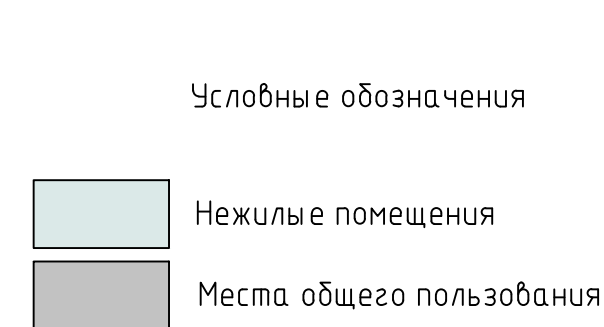 Условные обозначения
Нежилые помещения
Места общего пользования